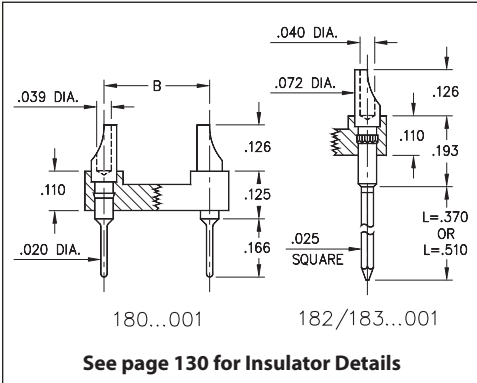 .040 DIA.
.039 DIA.
B
.072 DIA.
.126
.110
.193
.126
.110
.125
.020 DIA.
.166
.025
SQUARE
L=.370
OR
L=.510
180...001
182/183...001
See page 130 for Insulator Details